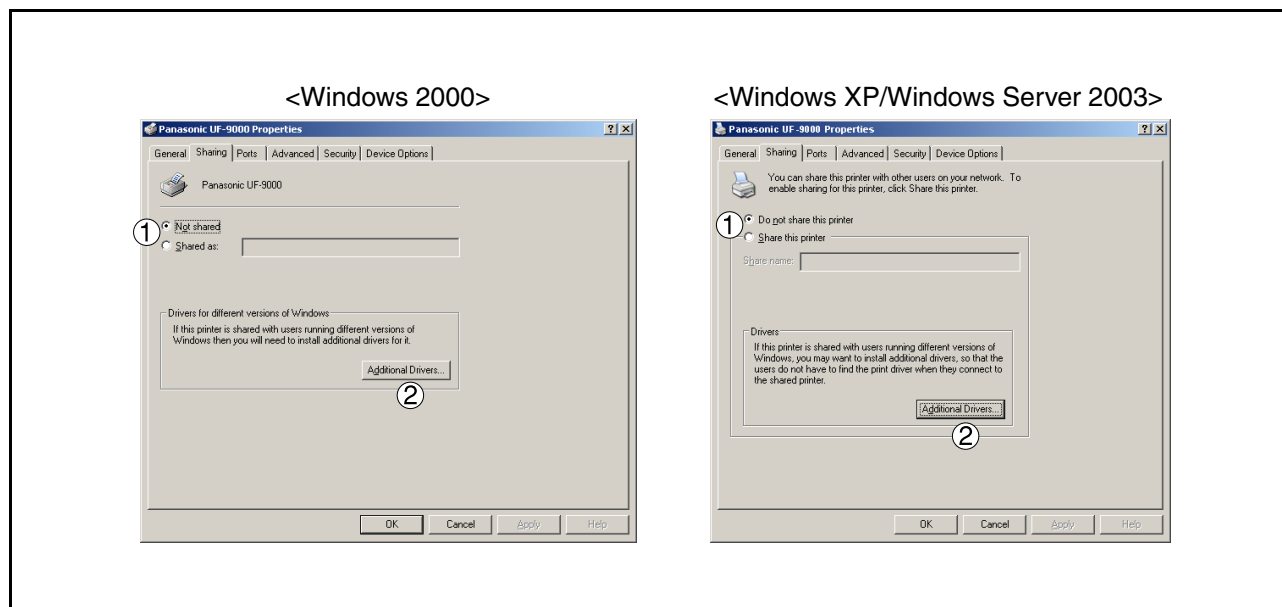 <Windows 2000>
Panasonic UF-9000 Properties
General Sharing Ports Advanced Security Device Options
Panasonic UF-9000
1 Not shared
Shared as:
Drivers for different versions of Windows
If this printer is shared with users running different versions of
Windows then you will need to install additional drivers for it.
Additional Drivers...
2
OK Cancel Apply Help
<Windows XP/Windows Server 2003>
Panasonic UF-9000 Properties
General Sharing Ports Advanced Security Device Options
You can share this printer with other users on your network. To
enable sharing for this printer, click Share this printer.
1 Do not share this printer
Share this printer
Share name:
Drivers
If this printer is shared with users running different versions of
Windows, you may want to install additional drivers, so that the
users do not have to find the print driver when they connect to
the shared printer.
Additional Drivers...
2
OK Cancel Apply Help